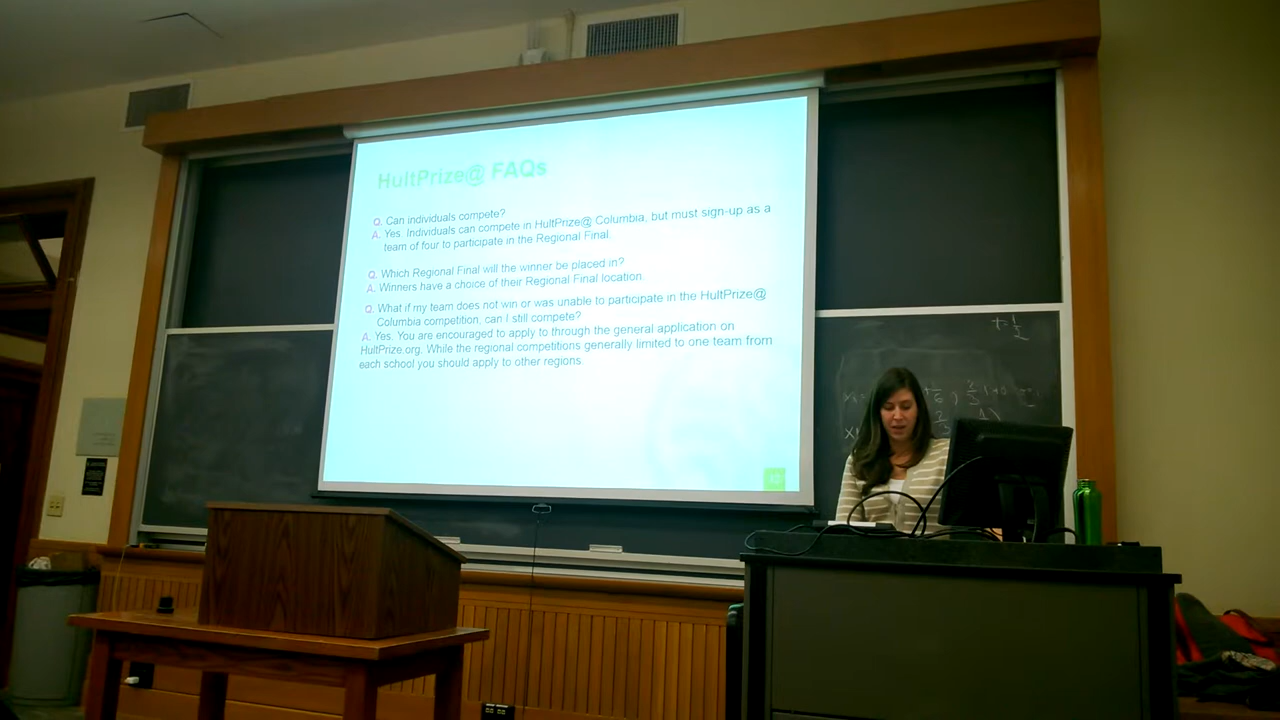 HultPrize@ FAQs
Q. Can individuals compete?
A. Yes. Individuals can compete in HultPrize@ Columbia, but must sign-up as a
team of four to participate in the Regional Final.
Q. Which Regional Final will the winner be placed in?
A. Winners have a choice of their Regional Final location.
Q. What if my team does not win or was unable to participate in the HultPrize@
Columbia competition, can I still compete?
A. Yes. You are encouraged to apply to through the general application on
HultPrize.org. While the regional competitions generally limited to one team from
each school you should apply to other regions.
t=1/2